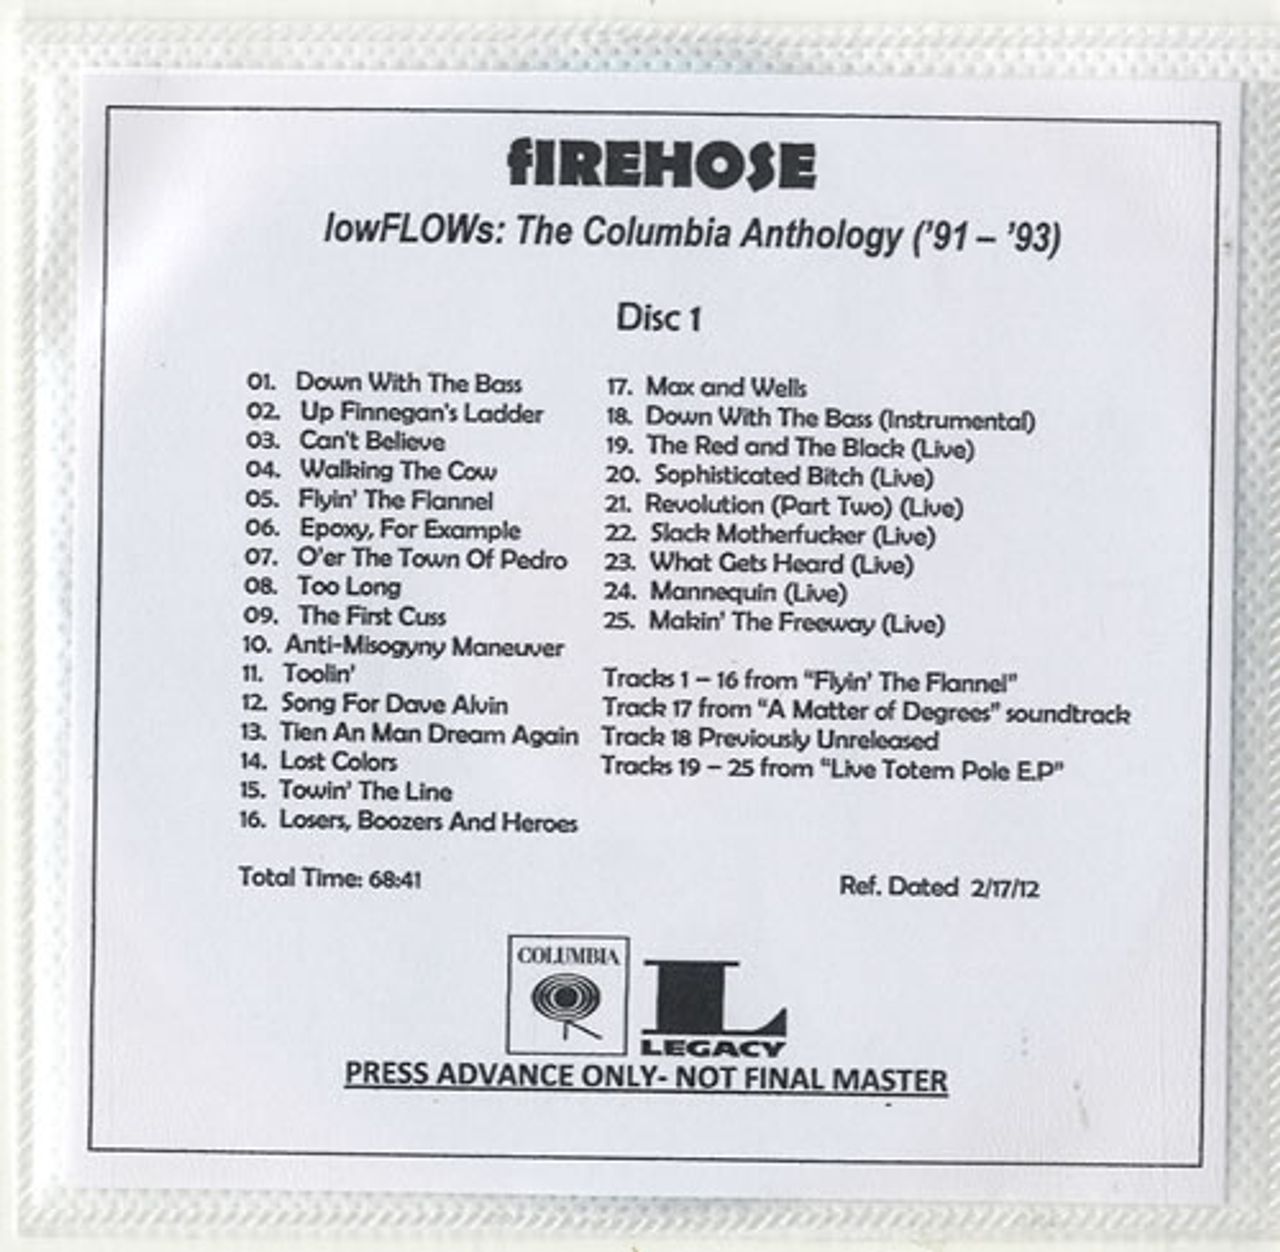 fIREHOSE
lowFLOWs: The Columbia Anthology ('91 – '93)
Disc 1
01. Down With The Bass
02. Up Finnegan's Ladder
03. Can't Believe
04. Walking The Cow
05. Flyin' The Flannel
06. Epoxy, For Example
07. O'er The Town Of Pedro
08. Too Long
09. The First Cuss
10. Anti-Misogyny Maneuver
11. Toolin'
12. Song For Dave Alvin
13. Tien An Man Dream Again
14. Lost Colors
15. Towin' The Line
16. Losers, Boozers And Heroes
17. Max and Wells
18. Down With The Bass (Instrumental)
19. The Red and The Black (Live)
20. Sophisticated Bitch (Live)
21. Revolution (Part Two) (Live)
22. Slack Motherfucker (Live)
23. What Gets Heard (Live)
24. Mannequin (Live)
25. Makin' The Freeway (Live)
Tracks 1 – 16 from "Flyin' The Flannel"
Track 17 from "A Matter of Degrees" soundtrack
Track 18 Previously Unreleased
Tracks 19 – 25 from "Live Totem Pole E.P"
Total Time: 68:41
Ref. Dated 2/17/12
COLUMBIA
L
LEGACY
PRESS ADVANCE ONLY- NOT FINAL MASTER